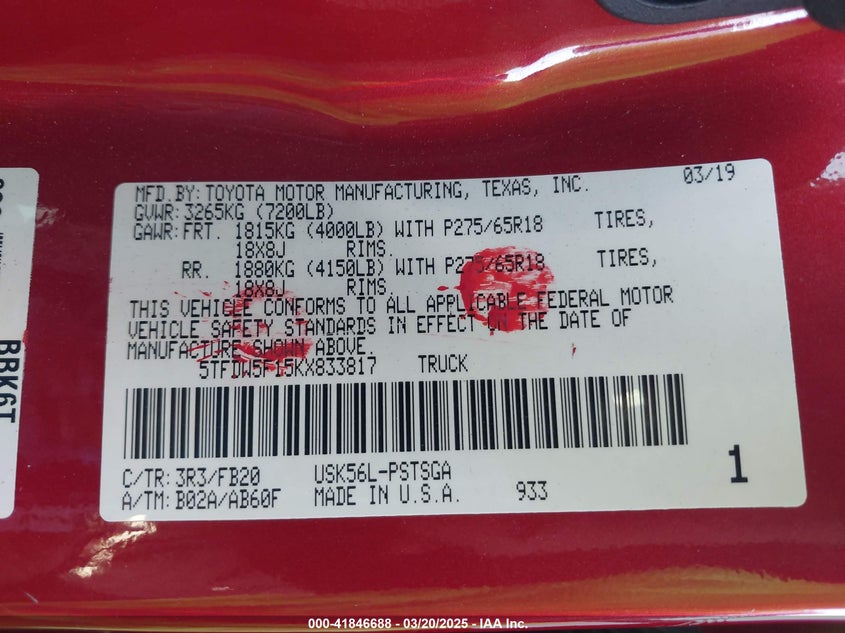 MFD.BY: TOYOTA MOTOR MANUFACTURING, TEXAS, INC. 03/19
GVWR: 3265KG (7200LB)
GAWR: FRT. 1815KG (4000LB) WITH P275/65R18 TIRES,
18X8J RIMS.
RR. 1880KG (4150LB) WITH P275/65R18 TIRES,
18X8J RIMS.
THIS VEHICLE CONFORMS TO ALL APPLICABLE FEDERAL MOTOR
VEHICLE SAFETY STANDARDS IN EFFECT ON THE DATE OF
MANUFACTURE SHOWN ABOVE.
5TFDW5F15KX833817 TRUCK
C/TR: 3R3/FB20 USK56L-PSTSGA
A/TM: B02A/AB60F MADE IN U.S.A. 933
1
BBK6T
000-41846688 - 03/20/2025 - IAA Inc.